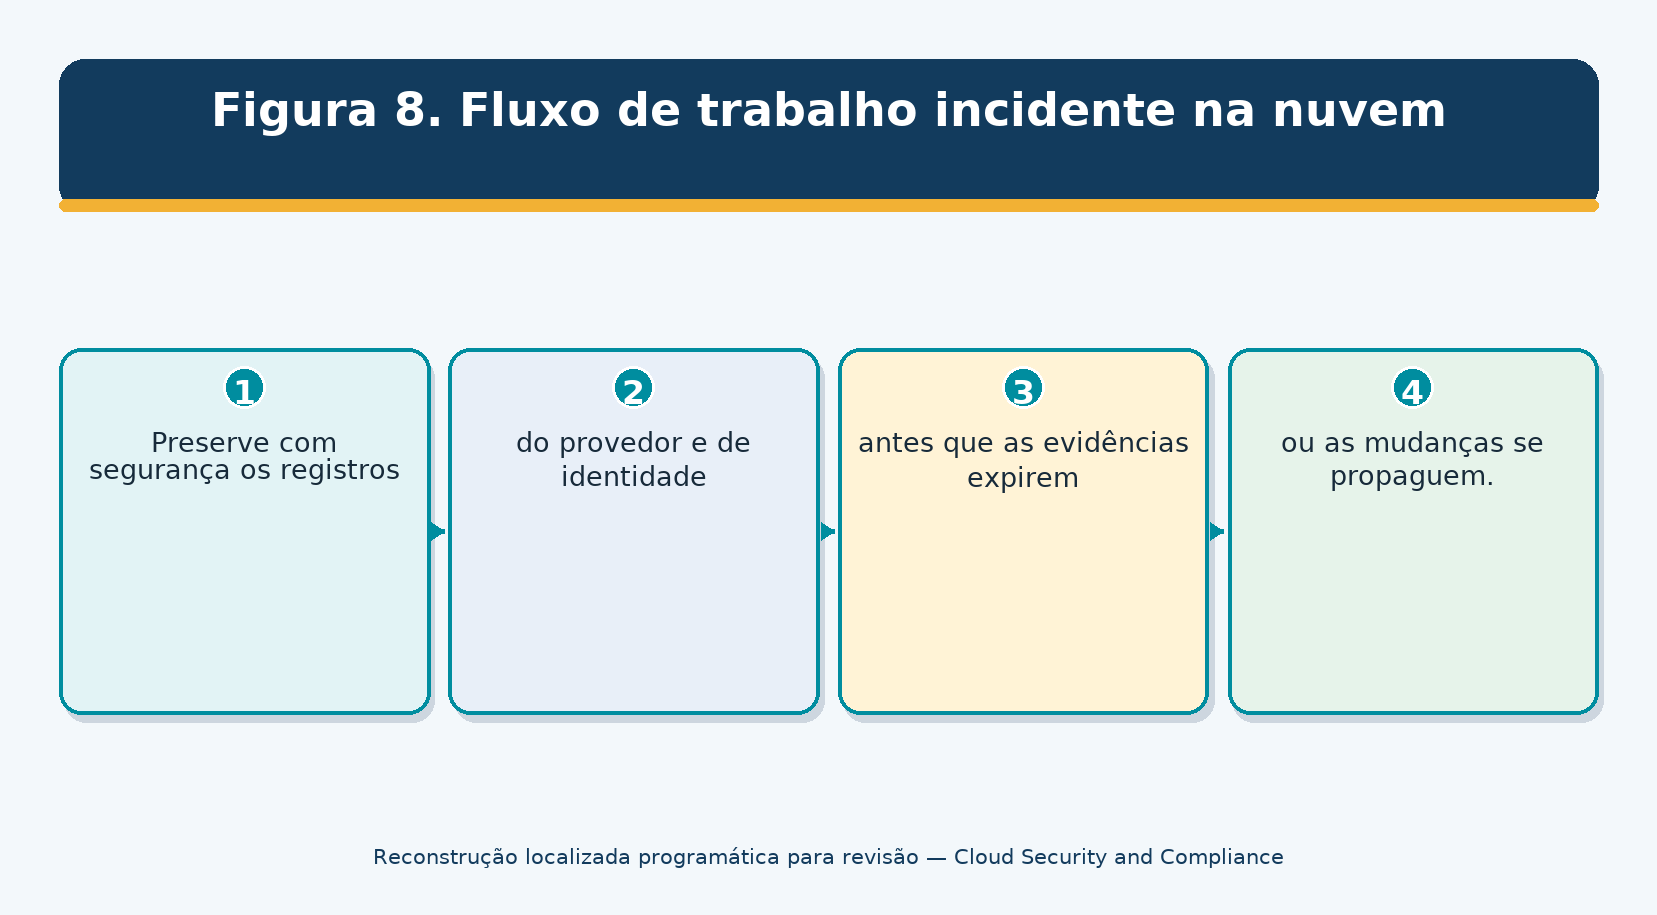 Figura 8. Fluxo de trabalho incidente na nuvem
1
Preserve com
segurança os registros
2
do provedor e de
identidade
3
antes que as evidências
expirem
4
ou as mudanças se
propaguem.
Reconstrução localizada programática para revisão — Cloud Security and Compliance